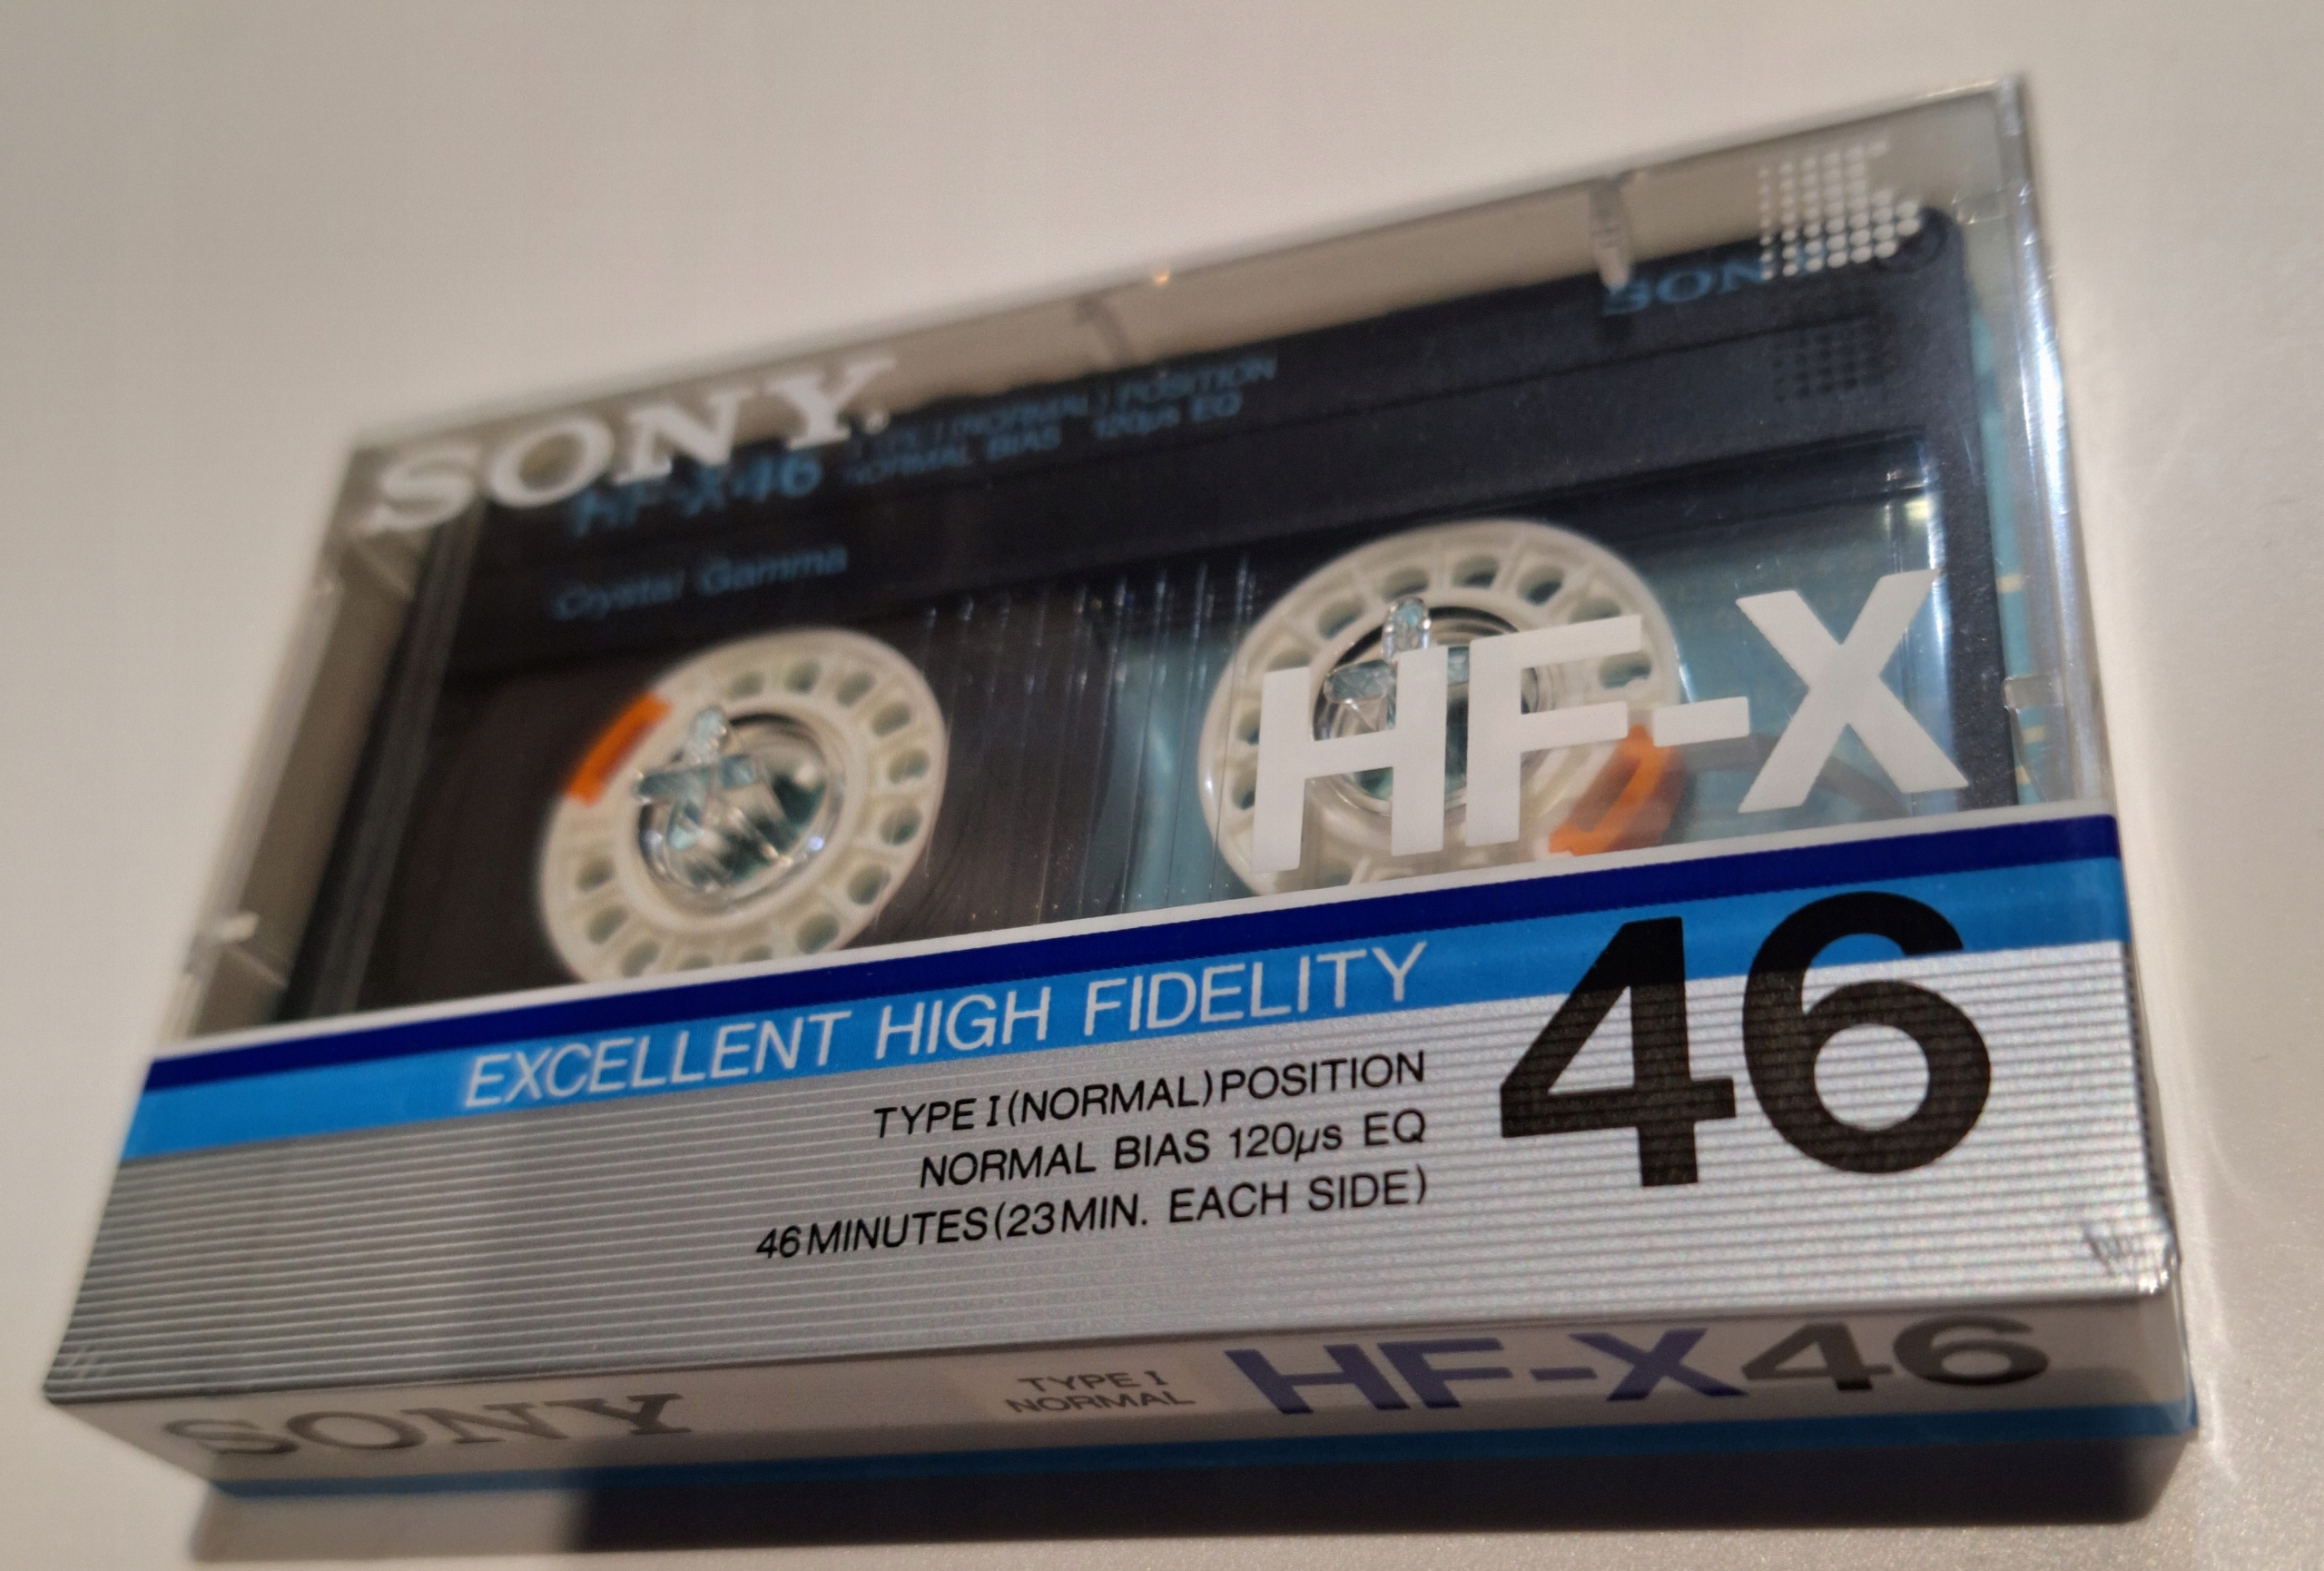 SONY
SONY
HF-X46
TYPE I (NORMAL) POSITION
NORMAL BIAS 120µs EQ
Crystal Gamma
HF-X
EXCELLENT HIGH FIDELITY
46
TYPE I (NORMAL) POSITION
NORMAL BIAS 120µs EQ
46 MINUTES (23 MIN. EACH SIDE)
SONY
TYPE I
NORMAL
HF-X46